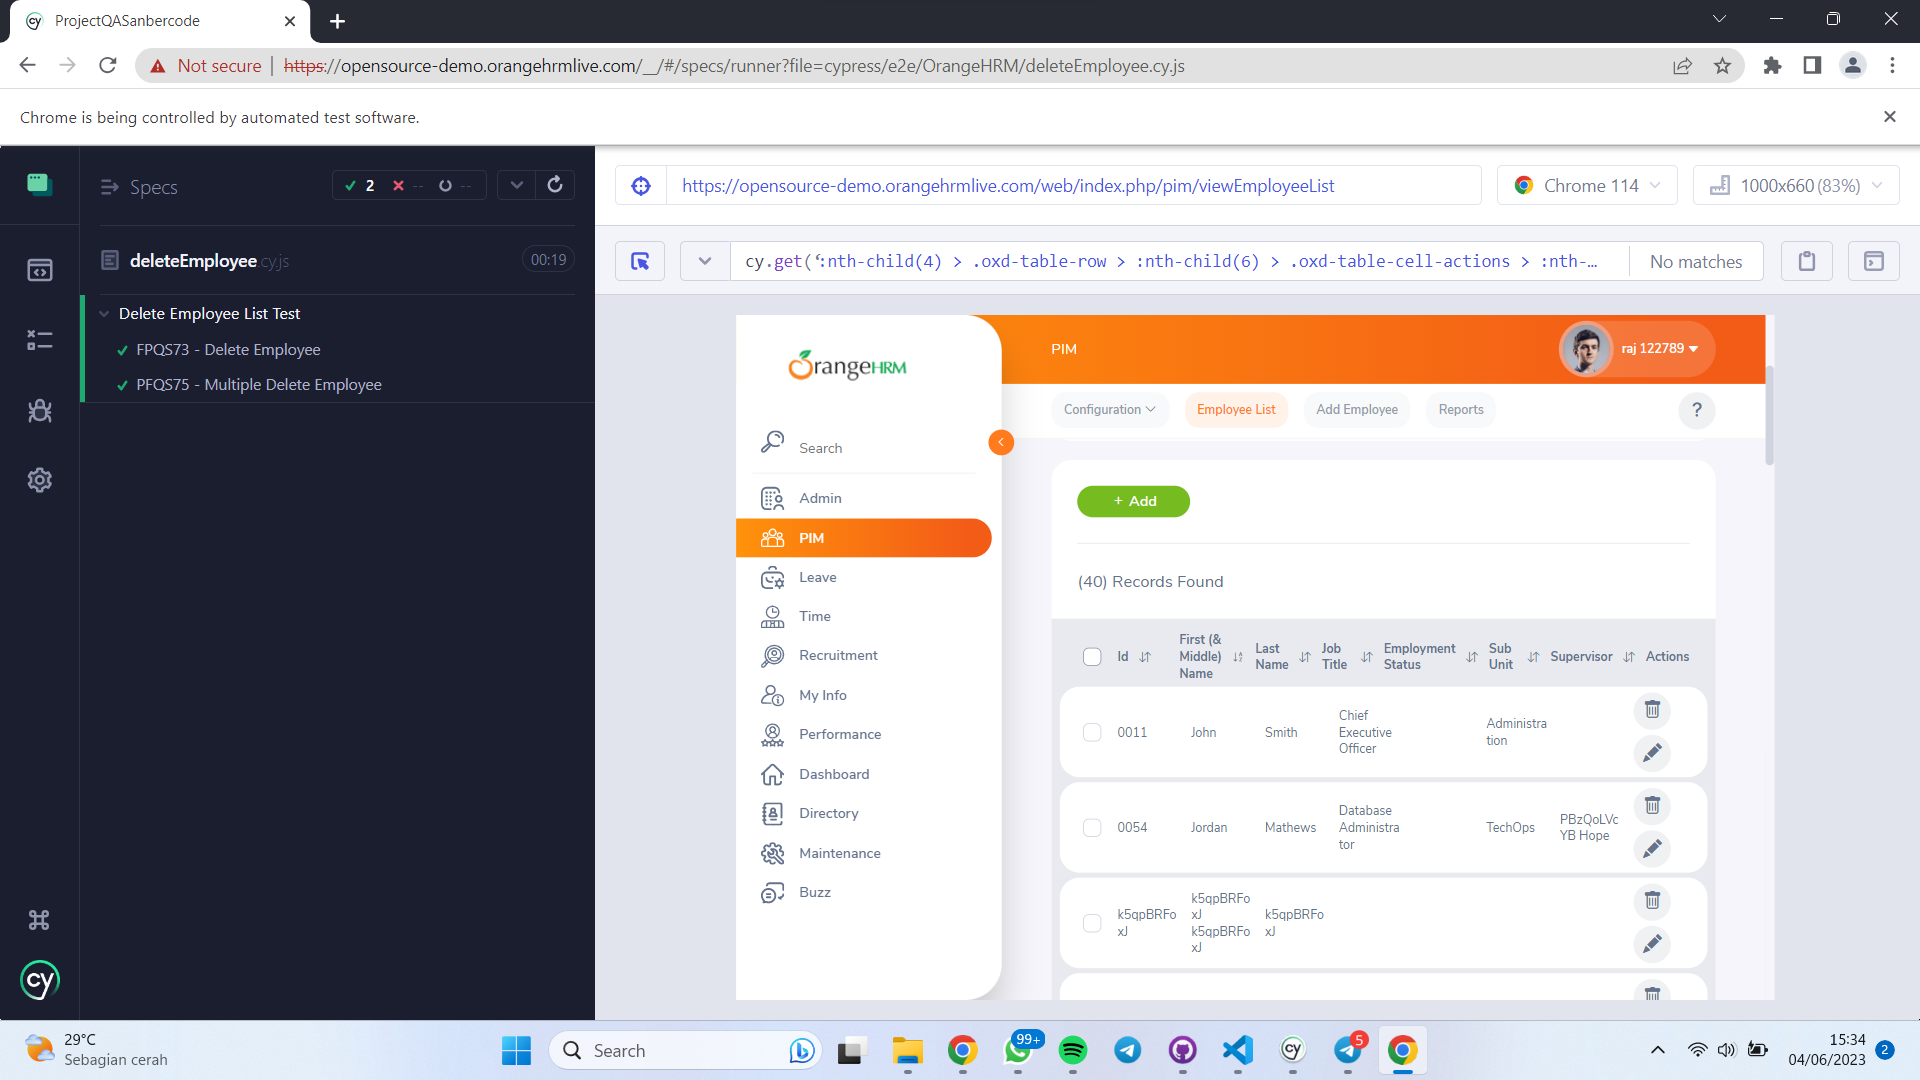 ProjectQASanbercode
Not secure | https://opensource-demo.orangehrmlive.com/__/#/specs/runner?file=cypress/e2e/OrangeHRM/deleteEmployee.cy.js
Chrome is being controlled by automated test software.
Specs
2 -- --
deleteEmployee.cy.js 00:19
Delete Employee List Test
FPQS73 - Delete Employee
PFQS75 - Multiple Delete Employee
cy
https://opensource-demo.orangehrmlive.com/web/index.php/pim/viewEmployeeList
Chrome 114
1000x660 (83%)
cy.get(':nth-child(4) > .oxd-table-row > :nth-child(6) > .oxd-table-cell-actions > :nth-… No matches
OrangeHRM
Search
Admin
PIM
Leave
Time
Recruitment
My Info
Performance
Dashboard
Directory
Maintenance
Buzz
PIM
raj 122789
Configuration Employee List Add Employee Reports ?
+ Add
(40) Records Found
Id
First (&
Middle)
Name
Last
Name
Job
Title
Employment
Status
Sub
Unit
Supervisor
Actions
0011
John
Smith
Chief
Executive
Officer
Administra
tion
0054
Jordan
Mathews
Database
Administra
tor
TechOps
PBzQoLVc
YB Hope
k5qpBRFo
xJ
k5qpBRFo
xJ
k5qpBRFo
xJ
k5qpBRFo
xJ
29°C
Sebagian cerah
Search
99+
cy
5
15:34
04/06/2023
2